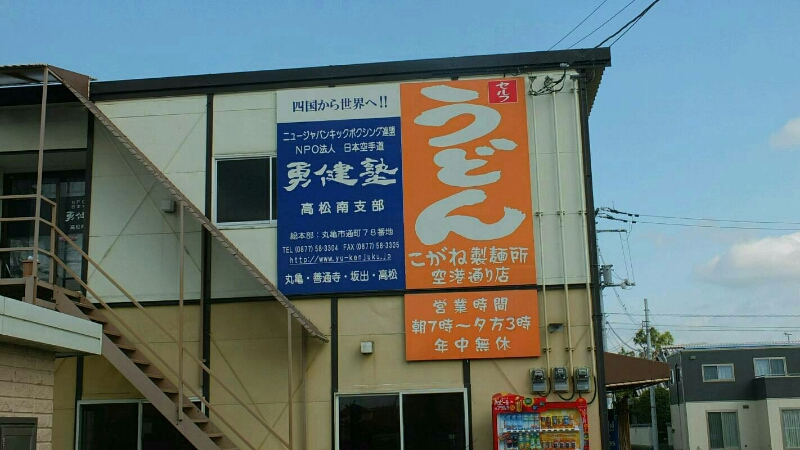 四国から世界へ!!
ニュージャパンキックボクシング連盟
NPO法人 日本空手道
勇健塾
高松南支部
総本部:丸亀市通町78番地
TEL(0877)58-3304 FAX(0877)58-3305
http://www.yu-kenjuku.jp
丸亀・善通寺・坂出・高松
セルフ
うどん
こがね製麺所
空港通り店
営業時間
朝7時〜夕方3時
年中無休